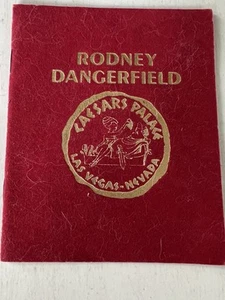 RODNEY
DANGERFIELD
CAESARS PALACE
LAS VEGAS-NEVADA